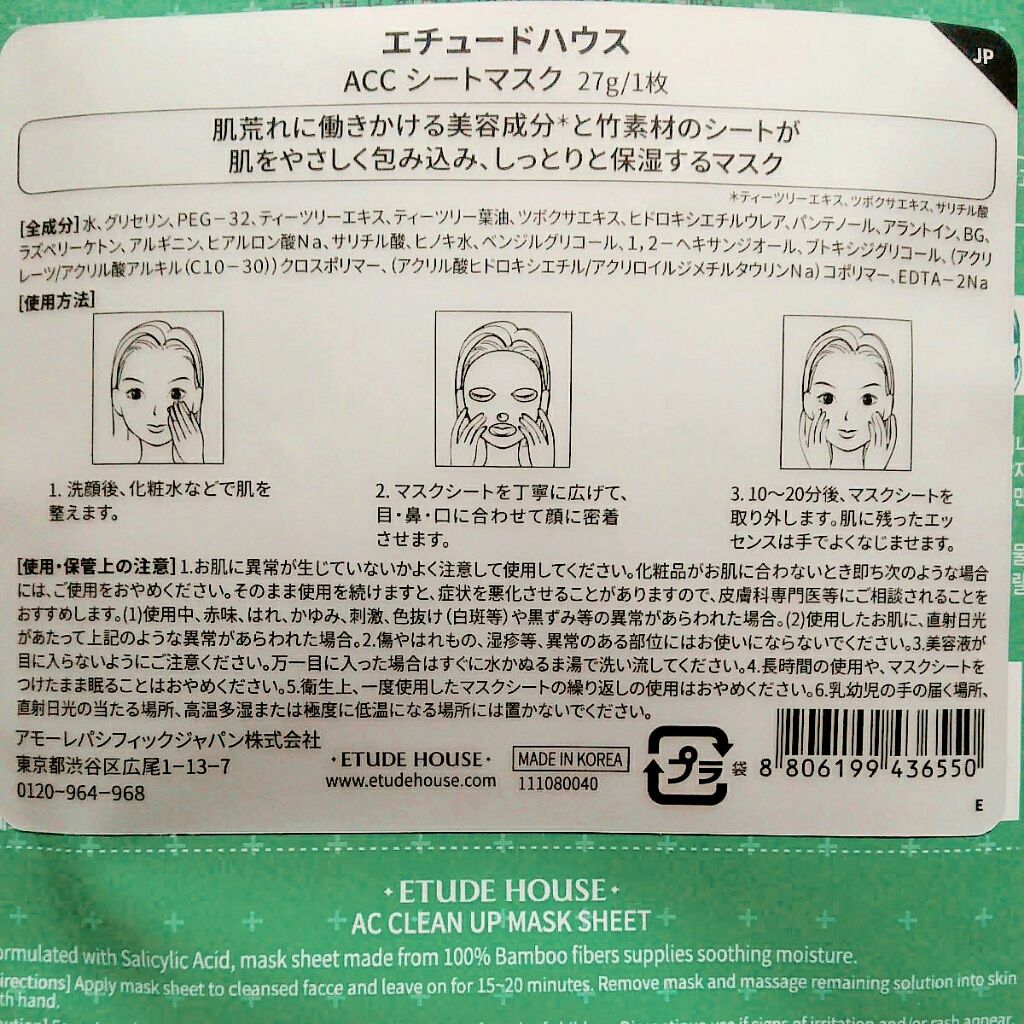 エチュードハウス
JP
ACC シートマスク 27g/1枚
肌荒れに働きかける美容成分*と竹素材のシートが
肌をやさしく包み込み、しっとりと保湿するマスク
*ティーツリーエキス、ツボクサエキス、サリチル酸
[全成分]水、グリセリン、PEG-32、ティーツリーエキス、ティーツリー葉油、ツボクサエキス、ヒドロキシエチルウレア、パンテノール、アラントイン、BG、
ラズベリーケトン、アルギニン、ヒアルロン酸Na、サリチル酸、ヒノキ水、ベンジルグリコール、1,2-ヘキサンジオール、ブトキシジグリコール、(アクリ
レーツ/アクリル酸アルキル(C10-30))クロスポリマー、(アクリル酸ヒドロキシエチル/アクリロイルジメチルタウリンNa)コポリマー、EDTA-2Na
[使用方法]
1. 洗顔後、化粧水などで肌を
整えます。
2. マスクシートを丁寧に広げて、
目・鼻・口に合わせて顔に密着
させます。
3. 10〜20分後、マスクシートを
取り外します。肌に残ったエッ
センスは手でよくなじませます。
[使用・保管上の注意]1.お肌に異常が生じていないかよく注意して使用してください。化粧品がお肌に合わないとき即ち次のような場合
には、ご使用をおやめください。そのまま使用を続けますと、症状を悪化させることがありますので、皮膚科専門医等にご相談されることを
おすすめします。(1)使用中、赤味、はれ、かゆみ、刺激、色抜け(白斑等)や黒ずみ等の異常があらわれた場合。(2)使用したお肌に、直射日光
があたって上記のような異常があらわれた場合。2.傷やはれもの、湿疹等、異常のある部位にはお使いにならないでください。3.美容液が
目に入らないようにご注意ください。万一目に入った場合はすぐに水かぬるま湯で洗い流してください。4.長時間の使用や、マスクシートを
つけたまま眠ることはおやめください。5.衛生上、一度使用したマスクシートの繰り返しの使用はおやめください。6.乳幼児の手の届く場所、
直射日光の当たる場所、高温多湿または極度に低温になる場所には置かないでください。
アモーレパシフィックジャパン株式会社
東京都渋谷区広尾1-13-7
0120-964-968
·ETUDE HOUSE·
www.etudehouse.com
MADE IN KOREA
111080040
プラ
袋
8 806199 436550
E
·ETUDE HOUSE·
AC CLEAN UP MASK SHEET
ormulated with Salicylic Acid, mask sheet made from 100% Bamboo fibers supplies soothing moisture.
irections] Apply mask sheet to cleansed facce and leave on for 15~20 minutes. Remove mask and massage remaining solution into skin
th hand.